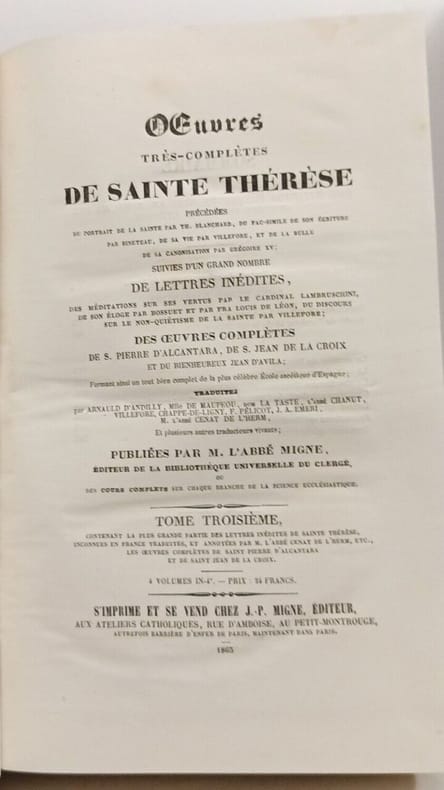 OEuvres
TRÈS-COMPLÈTES
DE SAINTE THÉRÈSE
PRÉCÉDÉES
DU PORTRAIT DE LA SAINTE PAR TH. BLANCHARD, DU FAC-SIMILE DE SON ÉCRITURE
PAR BINETEAU, DE SA VIE PAR VILLEFORE, ET DE LA BULLE
DE SA CANONISATION PAR GRÉGOIRE XV;
SUIVIES D'UN GRAND NOMBRE
DE LETTRES INÉDITES,
DES MÉDITATIONS SUR SES VERTUS PAR LE CARDINAL LAMBRUSCHINI,
DE SON ÉLOGE PAR BOSSUET ET PAR FRA LOUIS DE LÉON, DU DISCOURS
SUR LE NON-QUIÉTISME DE LA SAINTE PAR VILLEFORE;
DES ŒUVRES COMPLÈTES
DE S. PIERRE D'ALCANTARA, DE S. JEAN DE LA CROIX
ET DU BIENHEUREUX JEAN D'AVILA;
Formant ainsi un tout bien complet de la plus célèbre École ascétique d'Espagne;
TRADUITES
par ARNAULD D'ANDILLY, Mlle DE MAUPEOU, DOM LA TASTE, l'abbé CHANUT,
VILLEFORE, CHAPPE-DE-LIGNY, F. PÉLICOT, J. A. EMERI,
M. l'abbé CENAT DE L'HERM,
Et plusieurs autres traducteurs vivants;
PUBLIÉES PAR M. L'ABBÉ MIGNE,
ÉDITEUR DE LA BIBLIOTHÈQUE UNIVERSELLE DU CLERGÉ,
OU
DES COURS COMPLETS SUR CHAQUE BRANCHE DE LA SCIENCE ECCLÉSIASTIQUE.
TOME TROISIÈME,
CONTENANT LA PLUS GRANDE PARTIE DES LETTRES INÉDITES DE SAINTE THÉRÈSE,
INCONNUES EN FRANCE TRADUITES, ET ANNOTÉES PAR M. L'ABBÉ CENAT DE L'HERM, ETC.,
LES ŒUVRES COMPLÈTES DE SAINT PIERRE D'ALCANTARA
ET DE SAINT JEAN DE LA CROIX.
4 VOLUMES IN-4°. — PRIX : 24 FRANCS.
S'IMPRIME ET SE VEND CHEZ J.-P. MIGNE, ÉDITEUR,
AUX ATELIERS CATHOLIQUES, RUE D'AMBOISE, AU PETIT-MONTROUGE,
AUTREFOIS BARRIÈRE D'ENFER DE PARIS, MAINTENANT DANS PARIS.
1863